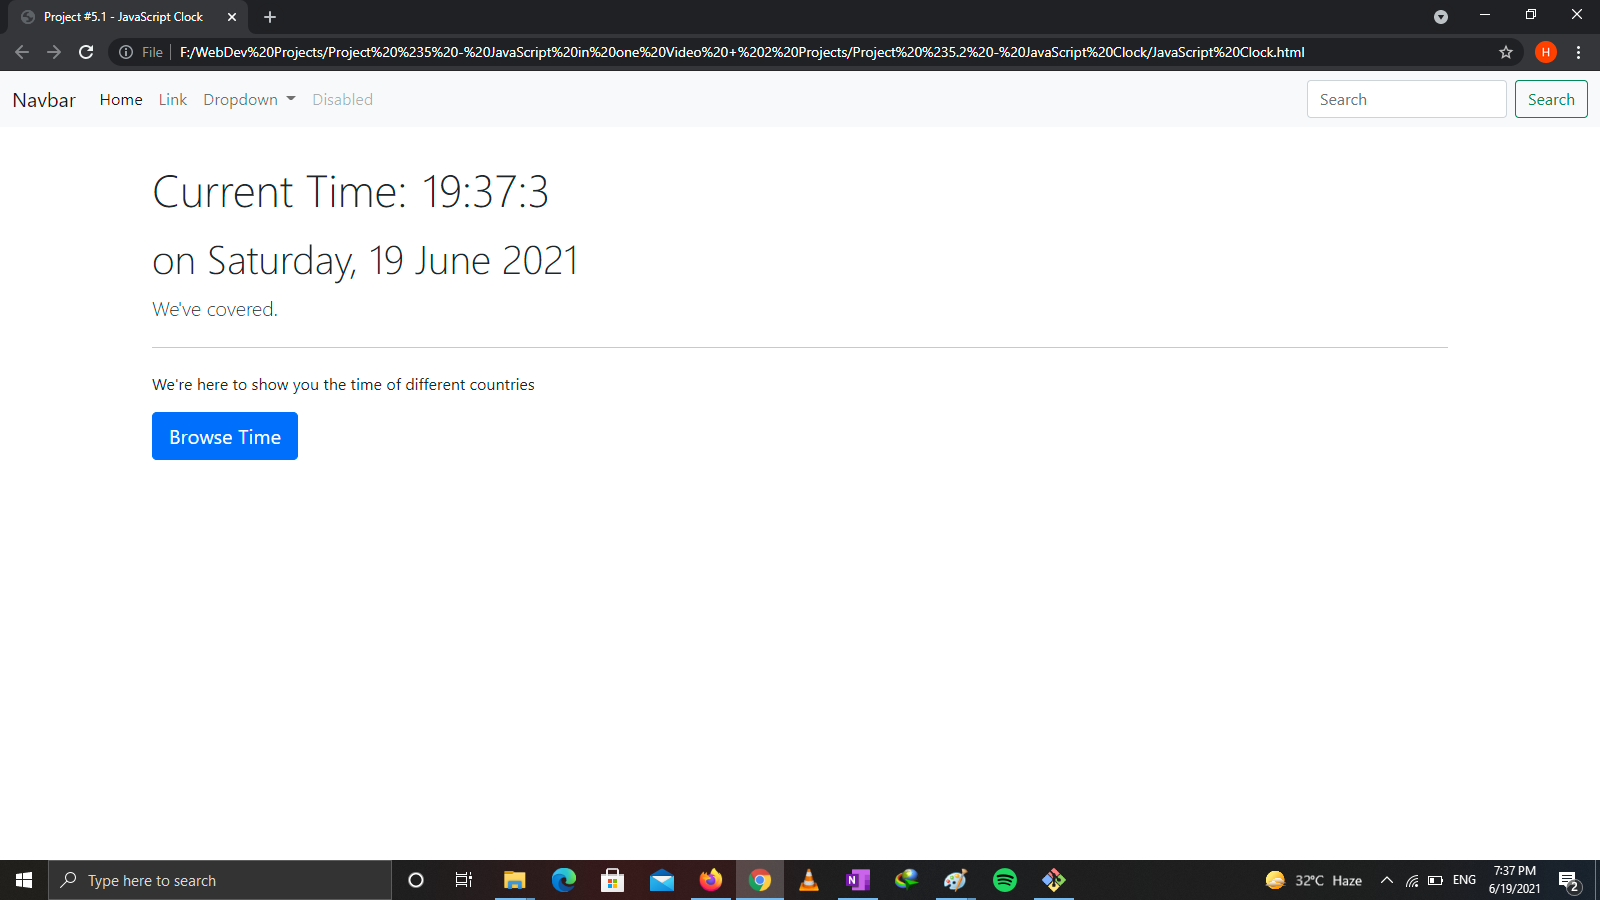 Project #5.1 - JavaScript Clock
File
F:/WebDev%20Projects/Project%20%235%20-%20JavaScript%20in%20one%20Video%20+%202%20Projects/Project%20%235.2%20-%20JavaScript%20Clock/JavaScript%20Clock.html
H
Navbar Home Link Dropdown Disabled Search Search
Current Time: 19:37:3
on Saturday, 19 June 2021
We've covered.
We're here to show you the time of different countries
Browse Time
Type here to search
N
32°C Haze
ENG
7:37 PM
6/19/2021
2